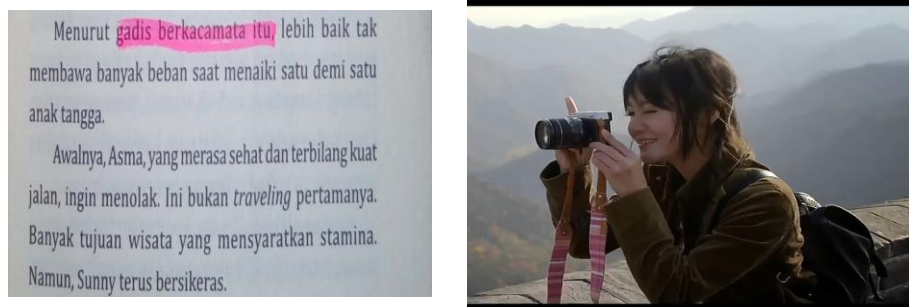 Menurut gadis berkacamata itu, lebih baik tak
membawa banyak beban saat menaiki satu demi satu
anak tangga.
Awalnya, Asma, yang merasa sehat dan terbilang kuat
jalan, ingin menolak. Ini bukan traveling pertamanya.
Banyak tujuan wisata yang mensyaratkan stamina.
Namun, Sunny terus bersikeras.